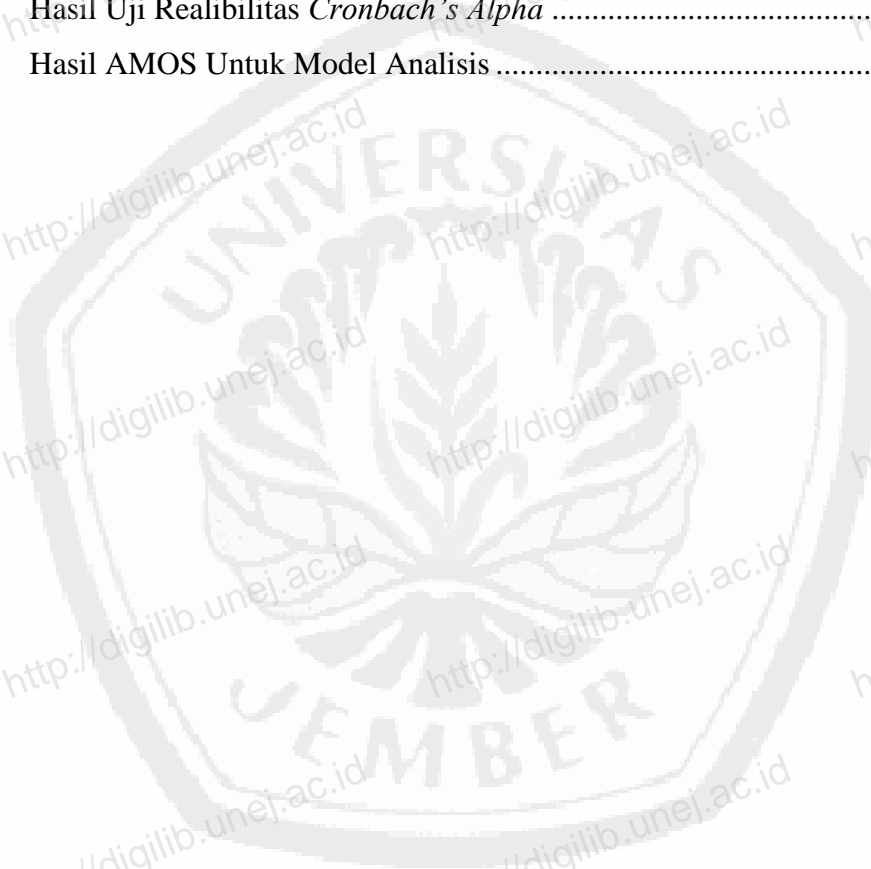 Hasil Uji Realibilitas Cronbach's Alpha ........................................
Hasil AMOS Untuk Model Analisis ...............................................
http://digilib.unej.ac.id
http://digilib.unej.ac.id
http://digilib.unej.ac.id
http://digilib.unej.ac.id
http://digilib.unej.ac.id
http://digilib.unej.ac.id
//digilib.unej.ac.id
//digilib.unej.ac.id
UNIVERSITAS
JEMBER